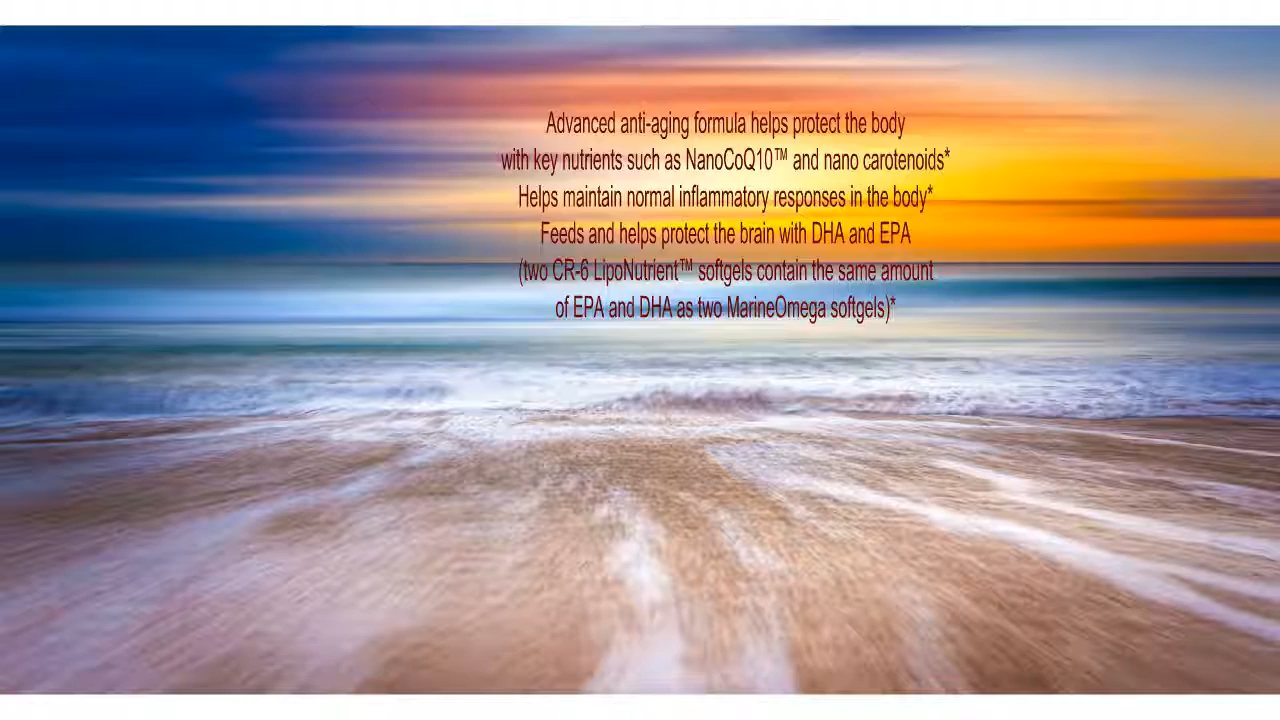 Advanced anti-aging formula helps protect the body
with key nutrients such as NanoCoQ10™ and nano carotenoids*
Helps maintain normal inflammatory responses in the body*
Feeds and helps protect the brain with DHA and EPA
(two CR-6 LipoNutrient™ softgels contain the same amount
of EPA and DHA as two MarineOmega softgels)*